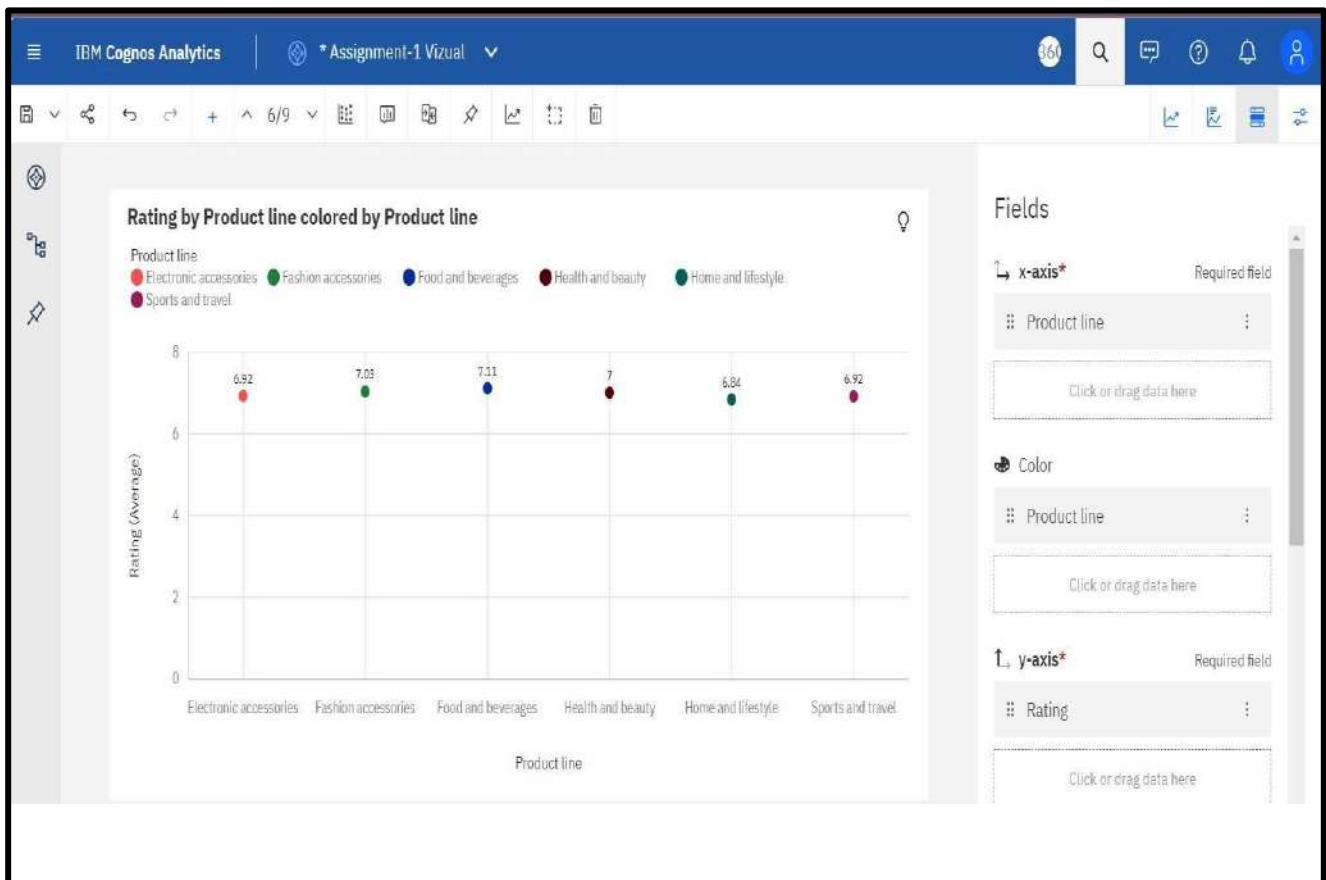 IBM Cognos Analytics
* Assignment-1 Vizual
360
6/9
Rating by Product line colored by Product line
Product line
Electronic accessories Fashion accessories Food and beverages Health and beauty Home and lifestyle
Sports and travel
8
6.92 7.03 7.11 7 6.84 6.92
6
4
2
0
Rating (Average)
Electronic accessories Fashion accessories Food and beverages Health and beauty Home and lifestyle Sports and travel
Product line
Fields
x-axis* Required field
Product line
Click or drag data here
Color
Product line
Click or drag data here
y-axis* Required field
Rating
Click or drag data here